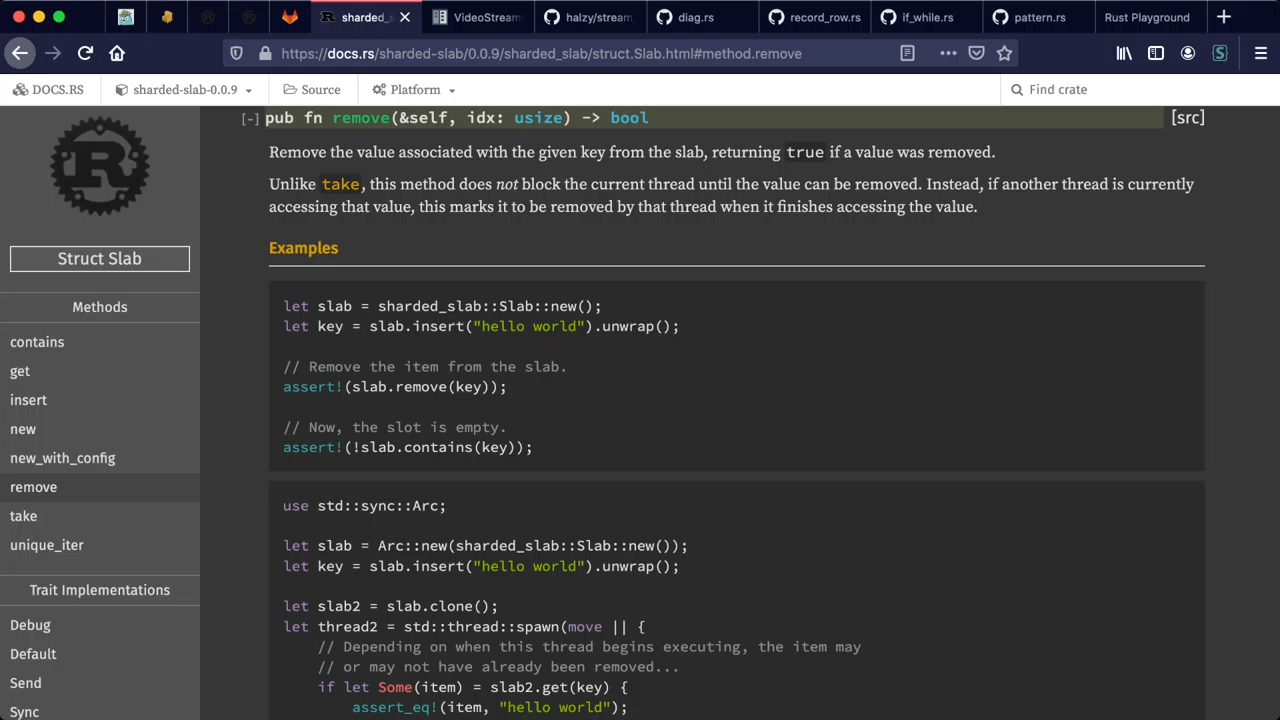 sharded_s
VideoStream
halzy/stream_
diag.rs
record_row.rs
if_while.rs
pattern.rs
Rust Playground
https://docs.rs/sharded-slab/0.0.9/sharded_slab/struct.Slab.html#method.remove
DOCS.RS
sharded-slab-0.0.9
Source
Platform
Find crate
Struct Slab
Methods
contains
get
insert
new
new_with_config
remove
take
unique_iter
Trait Implementations
Debug
Default
Send
Sync
[-] pub fn remove(&self, idx: usize) -> bool
[src]
Remove the value associated with the given key from the slab, returning true if a value was removed.
Unlike take, this method does not block the current thread until the value can be removed. Instead, if another thread is currently
accessing that value, this marks it to be removed by that thread when it finishes accessing the value.
Examples
let slab = sharded_slab::Slab::new();
let key = slab.insert("hello world").unwrap();
// Remove the item from the slab.
assert!(slab.remove(key));
// Now, the slot is empty.
assert!(!slab.contains(key));
use std::sync::Arc;
let slab = Arc::new(sharded_slab::Slab::new());
let key = slab.insert("hello world").unwrap();
let slab2 = slab.clone();
let thread2 = std::thread::spawn(move || {
// Depending on when this thread begins executing, the item may
// or may not have already been removed...
if let Some(item) = slab2.get(key) {
assert_eq!(item, "hello world");